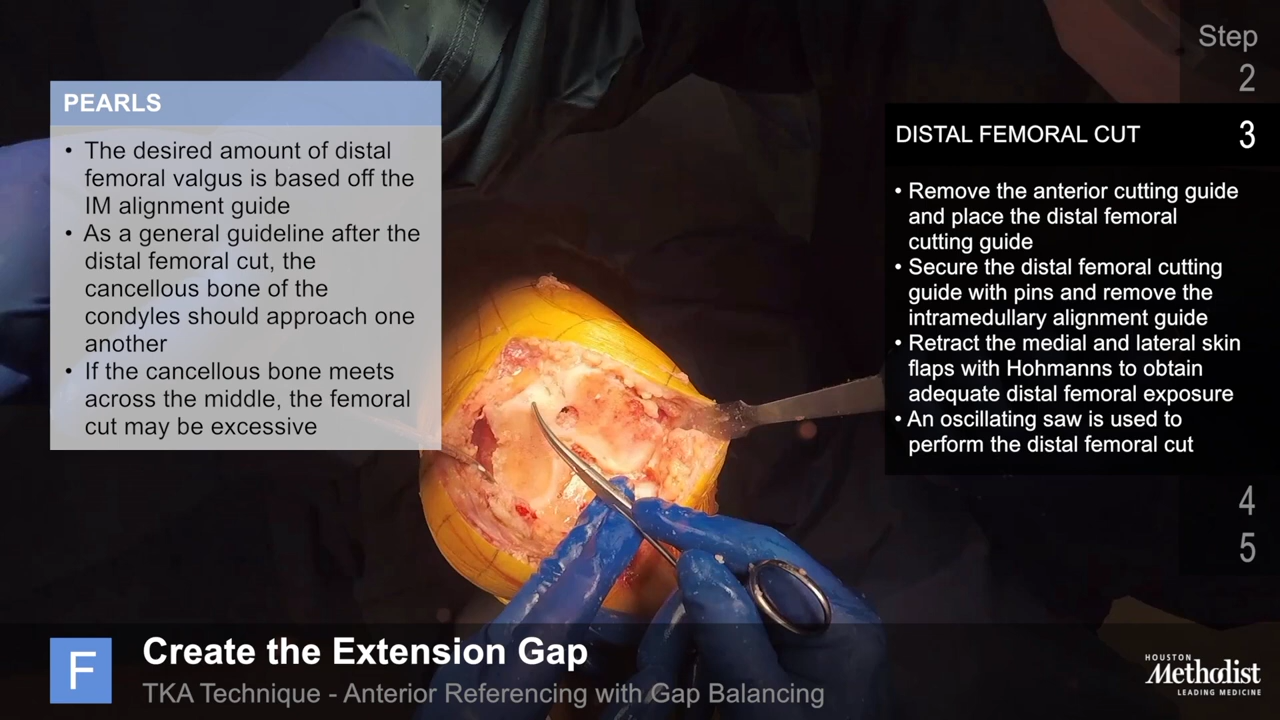 PEARLS
• The desired amount of distal
femoral valgus is based off the
IM alignment guide
• As a general guideline after the
distal femoral cut, the
cancellous bone of the
condyles should approach one
another
• If the cancellous bone meets
across the middle, the femoral
cut may be excessive
Step
2
DISTAL FEMORAL CUT
3
• Remove the anterior cutting guide
and place the distal femoral
cutting guide
• Secure the distal femoral cutting
guide with pins and remove the
intramedullary alignment guide
• Retract the medial and lateral skin
flaps with Hohmanns to obtain
adequate distal femoral exposure
• An oscillating saw is used to
perform the distal femoral cut
4
5
F
Create the Extension Gap
TKA Technique - Anterior Referencing with Gap Balancing
HOUSTON
Methodist
LEADING MEDICINE